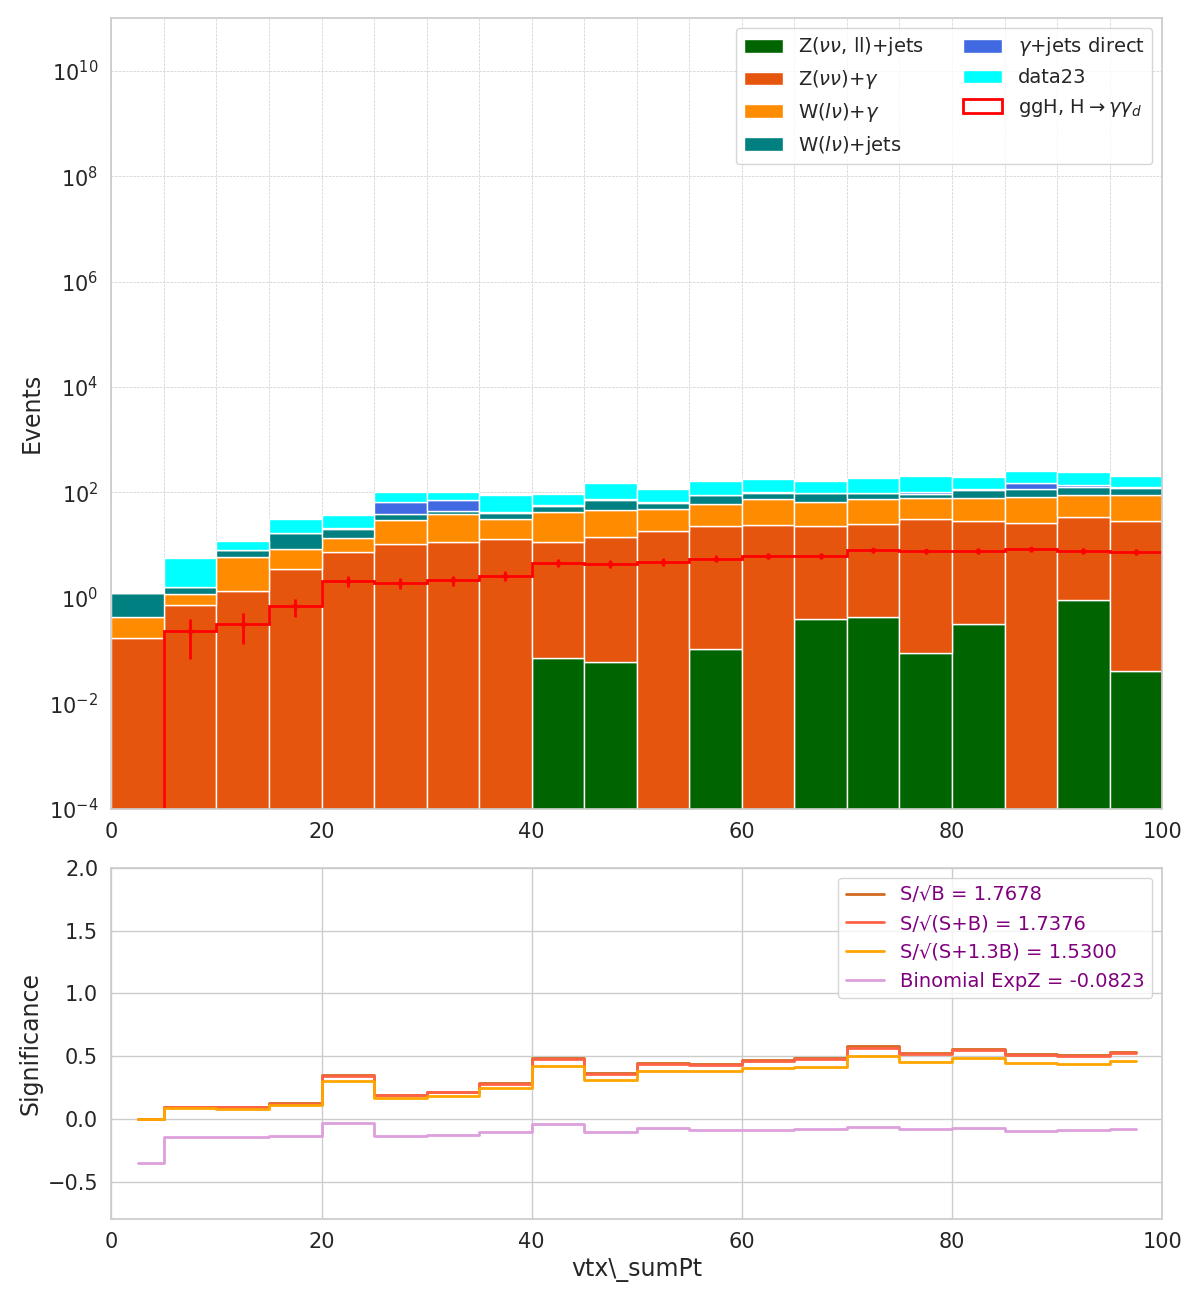 Z(νν, ll)+jets
Z(νν)+γ
W(lν)+γ
W(lν)+jets
γ+jets direct
data23
ggH, H→γγ_d
10^10
10^8
10^6
10^4
10^2
10^0
10^−2
10^−4
Events
0 20 40 60 80 100
2.0
1.5
1.0
0.5
0.0
−0.5
Significance
S/√B = 1.7678
S/√(S+B) = 1.7376
S/√(S+1.3B) = 1.5300
Binomial ExpZ = -0.0823
0 20 40 60 80 100
vtx\_sumPt